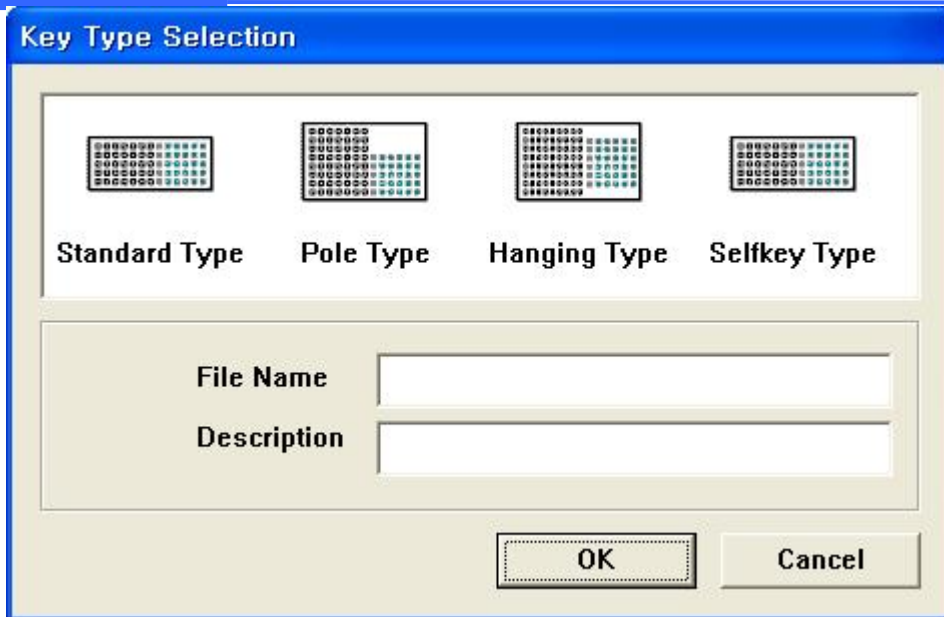 Key Type Selection
Standard Type Pole Type Hanging Type Selfkey Type
File Name
Description
OK Cancel